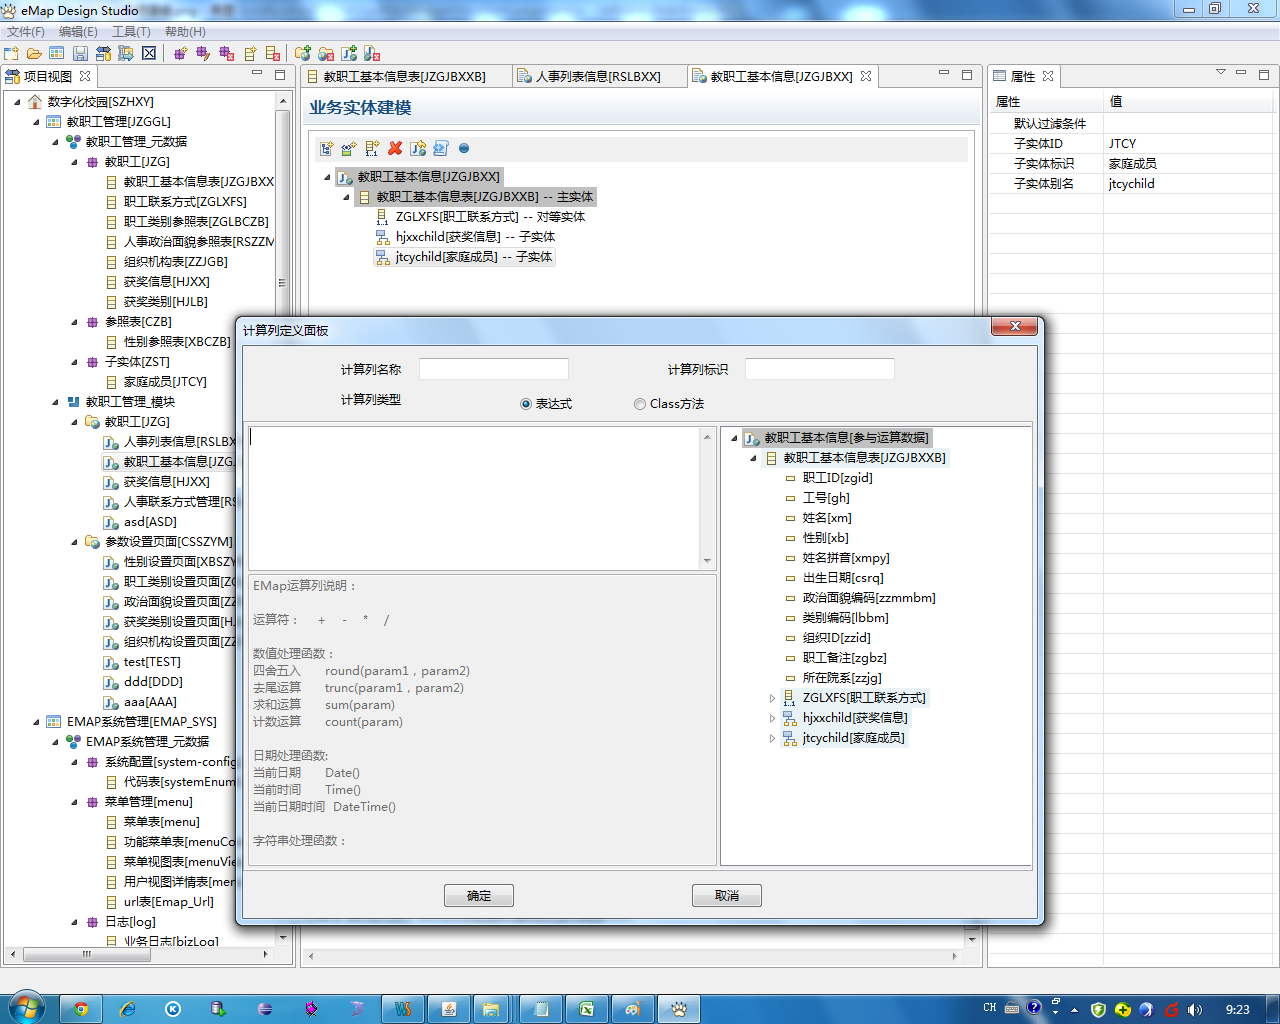 eMap Design Studio
文件(F) 编辑(E) 工具(T) 帮助(H)
项目视图
数字化校园[SZHXY]
教职工管理[JZGGL]
教职工管理_元数据
教职工[JZG]
教职工基本信息表[JZGJBXX
职工联系方式[ZGLXFS]
职工类别参照表[ZGLBCZB]
人事政治面貌参照表[RSZZM
组织机构表[ZZJGB]
获奖信息[HJXX]
获奖类别[HJLB]
参照表[CZB]
性别参照表[XBCZB]
子实体[ZST]
家庭成员[JTCY]
教职工管理_模块
教职工[JZG]
人事列表信息[RSLBX
教职工基本信息[JZG.
获奖信息[HJXX]
人事联系方式管理[RS
asd[ASD]
参数设置页面[CSSZYM]
性别设置页面[XBSZY
职工类别设置页面[ZG
政治面貌设置页面[ZZ
获奖类别设置页面[HJ
组织机构设置页面[ZZ
test[TEST]
ddd[DDD]
aaa[AAA]
EMAP系统管理[EMAP_SYS]
EMAP系统管理_元数据
系统配置[system-config
代码表[systemEnum
菜单管理[menu]
菜单表[menu]
功能菜单表[menuCo
菜单视图表[menuVie
用户视图详情表[men
url表[Emap_Url]
日志[log]
业务日志[bizLog]
教职工基本信息表[JZGJBXXB] 人事列表信息[RSLBXX] 教职工基本信息[JZGJBXX]
业务实体建模
教职工基本信息[JZGJBXX]
教职工基本信息表[JZGJBXXB] -- 主实体
ZGLXFS[职工联系方式] -- 对等实体
hjxxchild[获奖信息] -- 子实体
jtcychild[家庭成员] -- 子实体
属性
属性 值
默认过滤条件
子实体ID JTCY
子实体标识 家庭成员
子实体别名 jtcychild
计算列定义面板
计算列名称 计算列标识
计算列类型 表达式 Class方法
EMap运算列说明：
运算符： + - * /
数值处理函数：
四舍五入 round(param1，param2)
去尾运算 trunc(param1，param2)
求和运算 sum(param)
计数运算 count(param)
日期处理函数:
当前日期 Date()
当前时间 Time()
当前日期时间 DateTime()
字符串处理函数：
教职工基本信息[参与运算数据]
教职工基本信息表[JZGJBXXB]
职工ID[zgid]
工号[gh]
姓名[xm]
性别[xb]
姓名拼音[xmpy]
出生日期[csrq]
政治面貌编码[zzmmbm]
类别编码[lbbm]
组织ID[zzid]
职工备注[zgbz]
所在院系[zzjg]
ZGLXFS[职工联系方式]
hjxxchild[获奖信息]
jtcychild[家庭成员]
确定 取消
CH 9:23